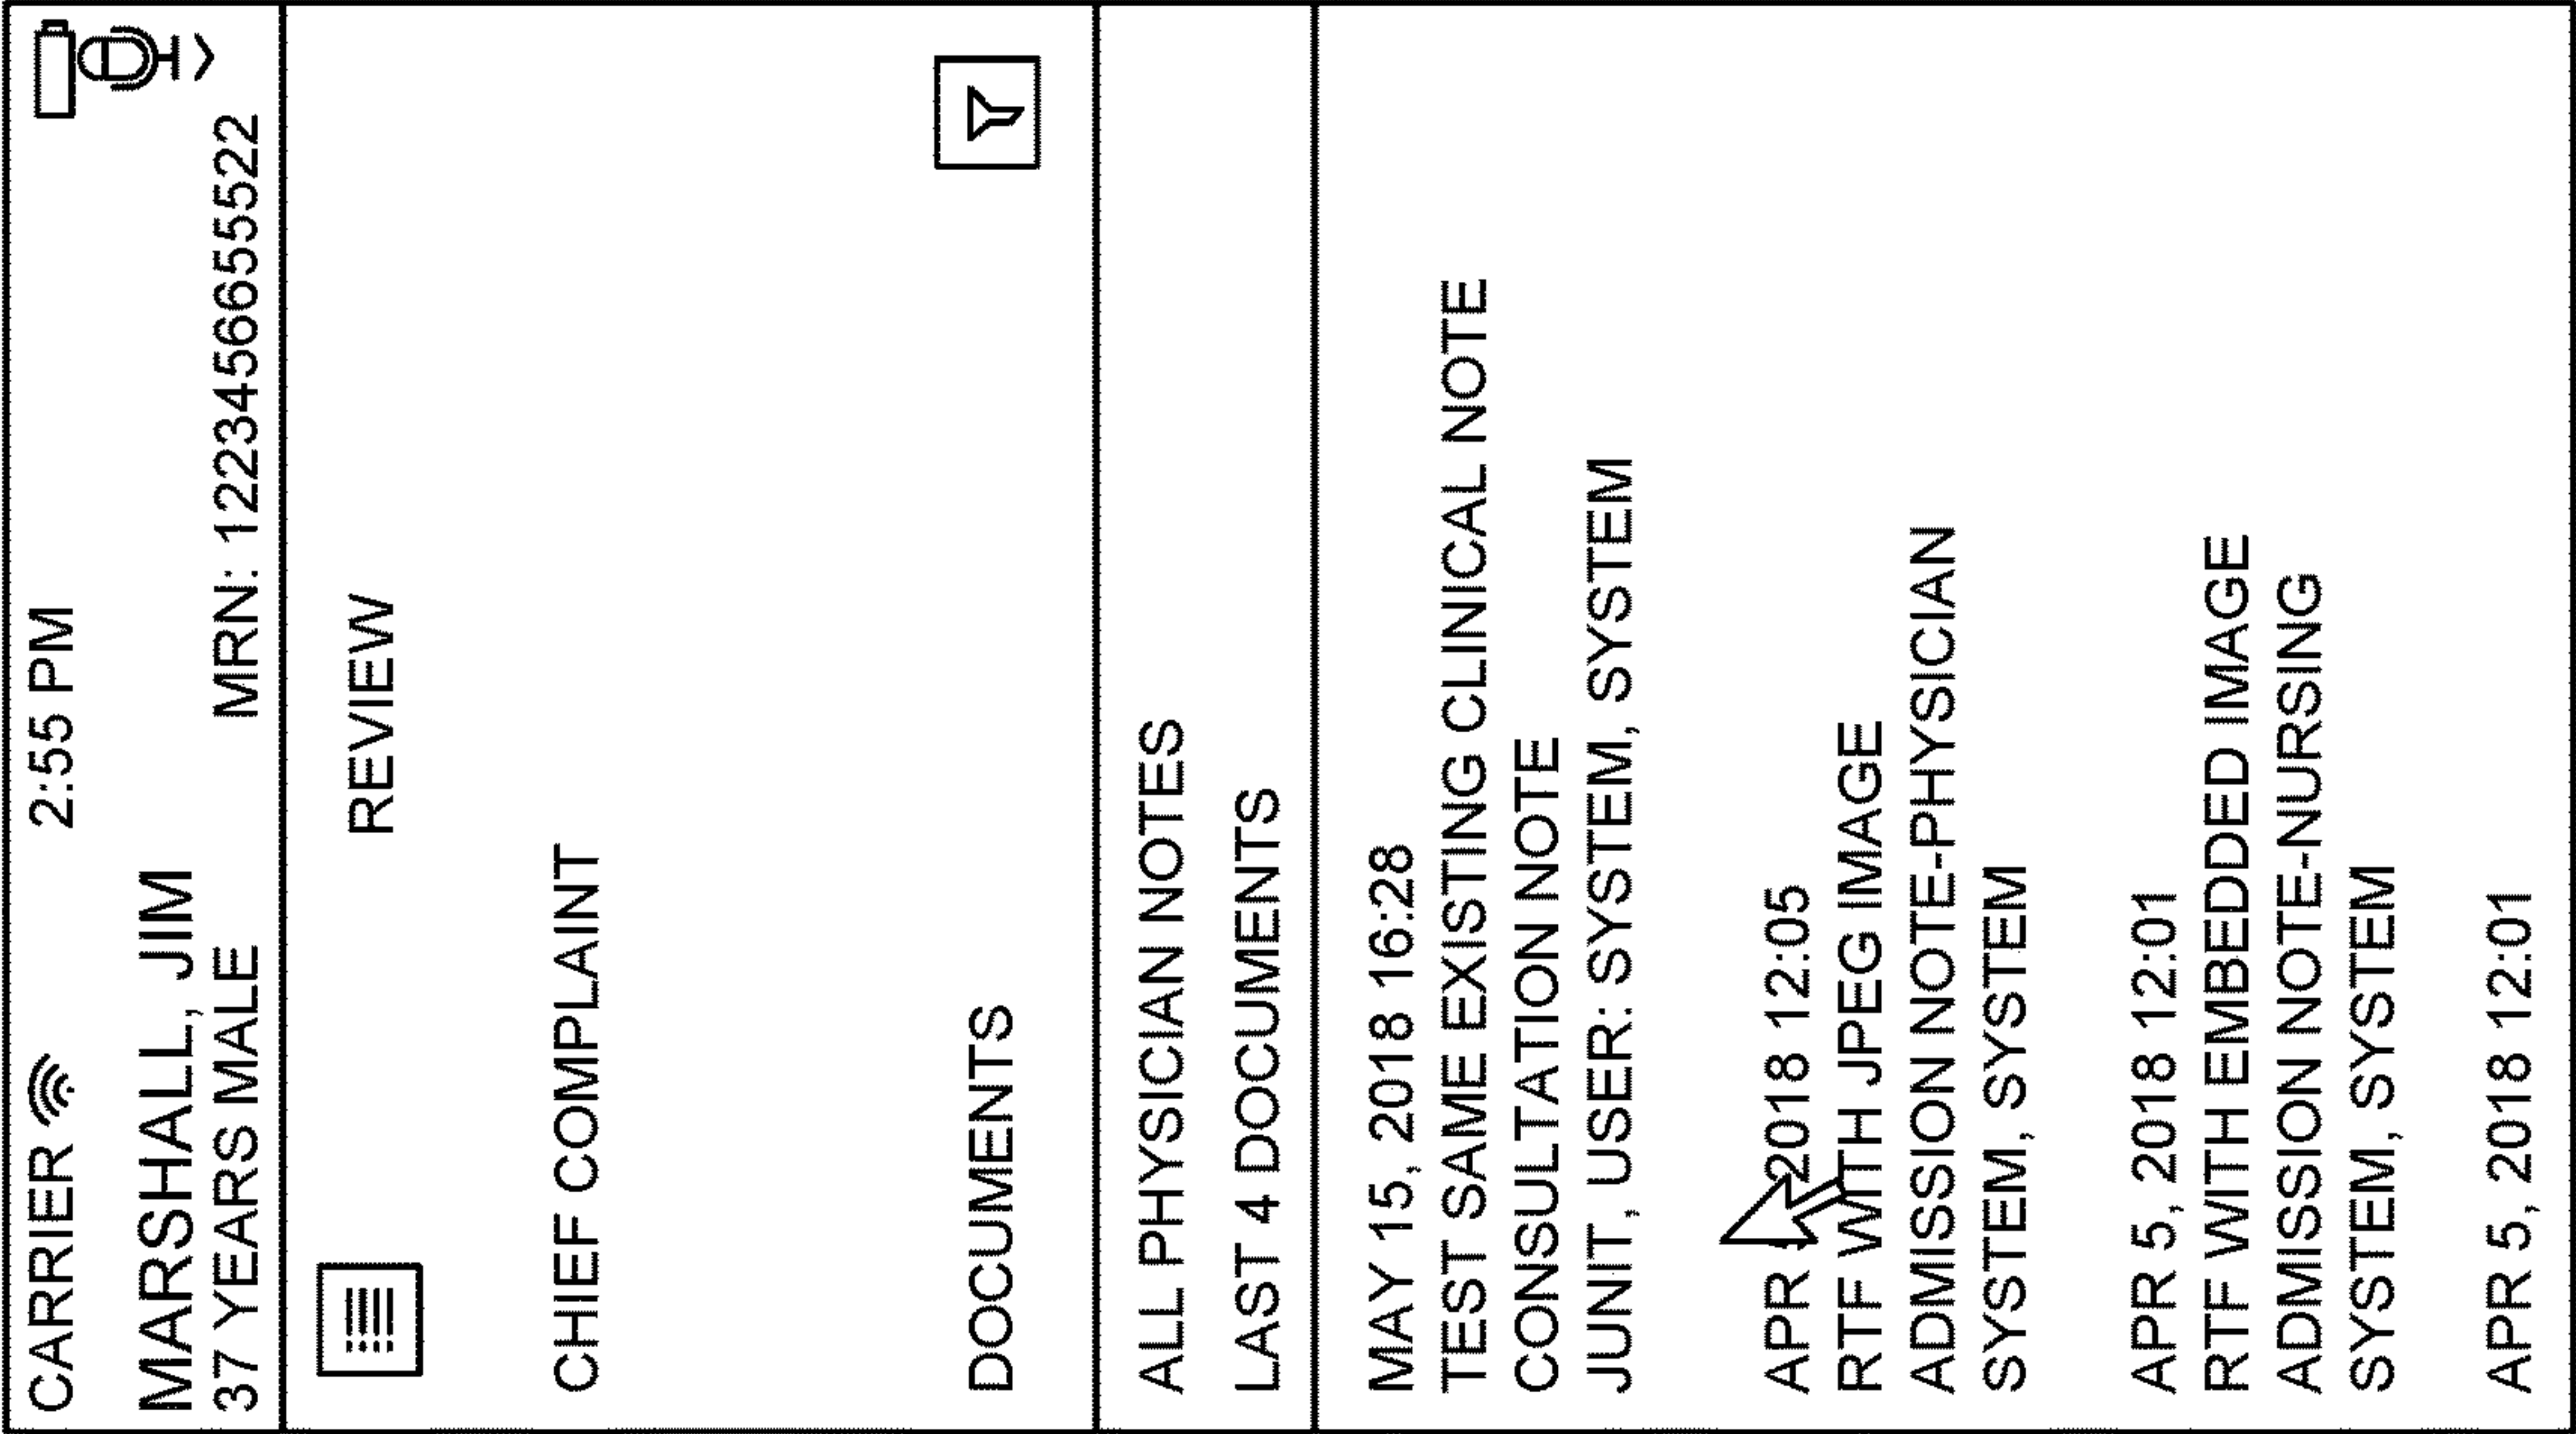 CARRIER 2:55 PM
MARSHALL, JIM
37 YEARS MALE MRN: 12234566555522
REVIEW
CHIEF COMPLAINT
DOCUMENTS
ALL PHYSICIAN NOTES
LAST 4 DOCUMENTS
MAY 15, 2018 16:28
TEST SAME EXISTING CLINICAL NOTE
CONSULTATION NOTE
JUNIT, USER: SYSTEM, SYSTEM
APR 2018 12:05
RTF WITH JPEG IMAGE
ADMISSION NOTE-PHYSICIAN
SYSTEM, SYSTEM
APR 5, 2018 12:01
RTF WITH EMBEDDED IMAGE
ADMISSION NOTE-NURSING
SYSTEM, SYSTEM
APR 5, 2018 12:01